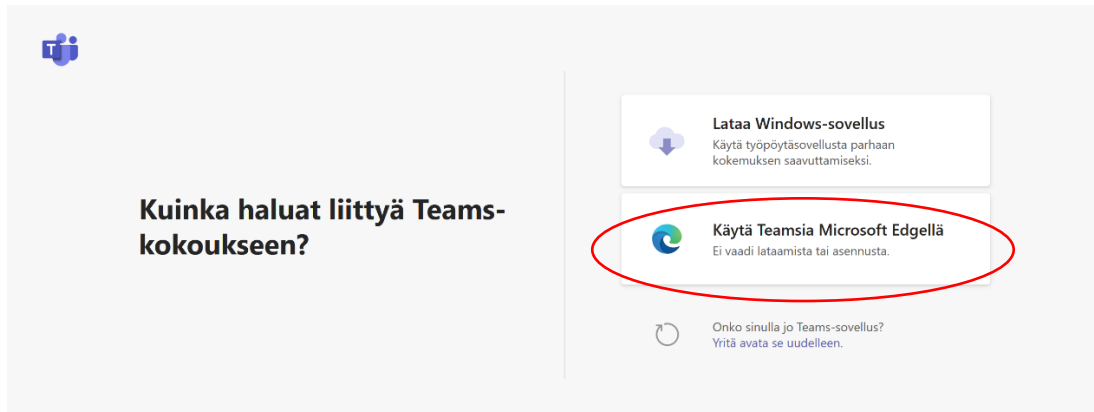 T
Kuinka haluat liittyä Teams-
kokoukseen?
Lataa Windows-sovellus
Käytä työpöytäsovellusta parhaan
kokemuksen saavuttamiseksi.
Käytä Teamsia Microsoft Edgellä
Ei vaadi lataamista tai asennusta.
Onko sinulla jo Teams-sovellus?
Yritä avata se uudelleen.